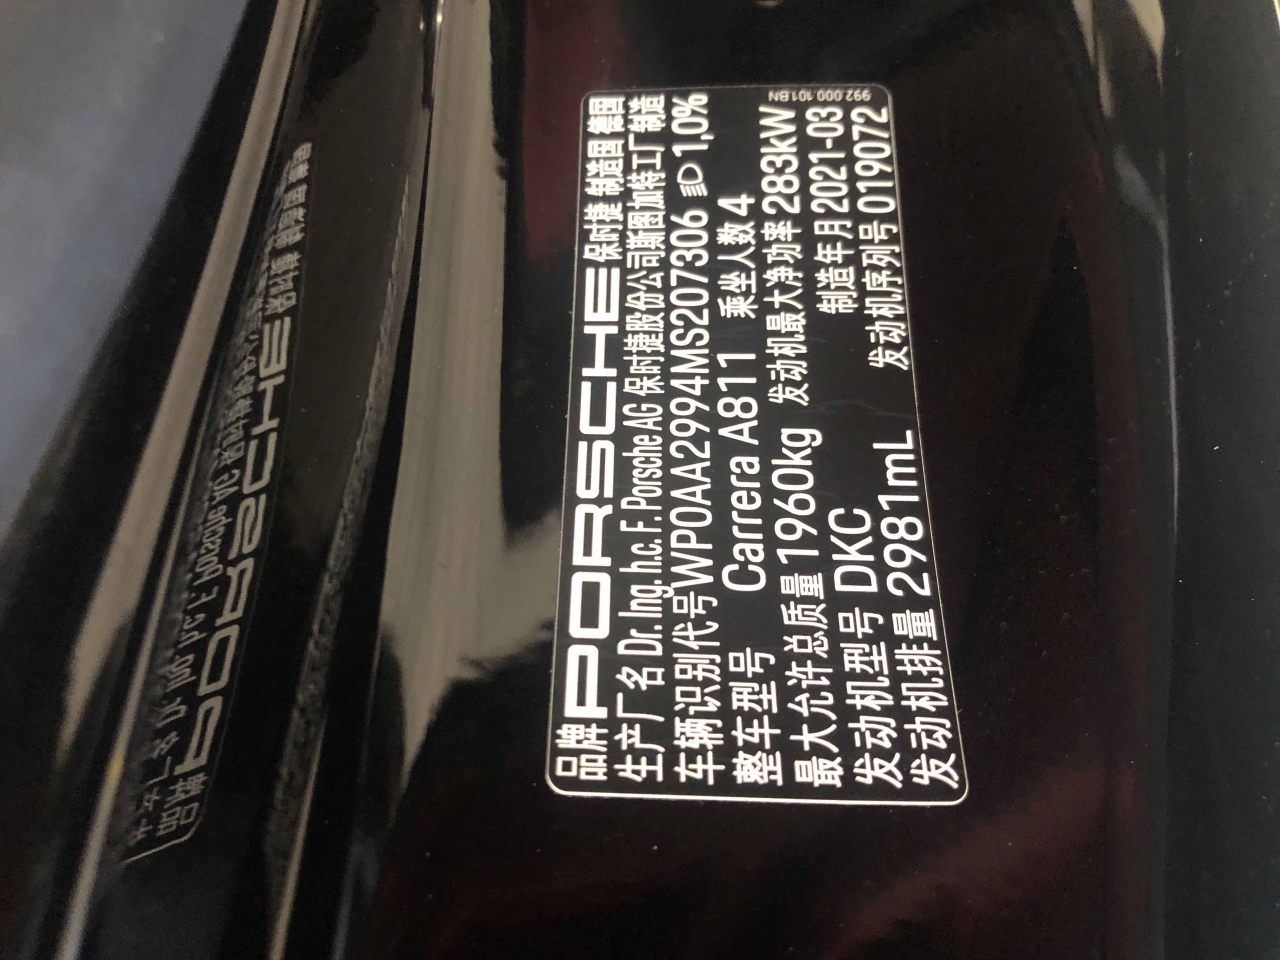 992.000.101.BN
品牌 PORSCHE 保时捷 制造国 德国
生产厂名 Dr. Ing. h.c. F. Porsche AG 保时捷股份公司斯图加特工厂制造
车辆识别代号 WP0AA2994MS207306 1,0%
整车型号 Carrera A811 乘坐人数 4
最大允许总质量 1960kg 发动机最大净功率 283kW
发动机型号 DKC 制造年月 2021-03
发动机排量 2981mL 发动机序列号 019072